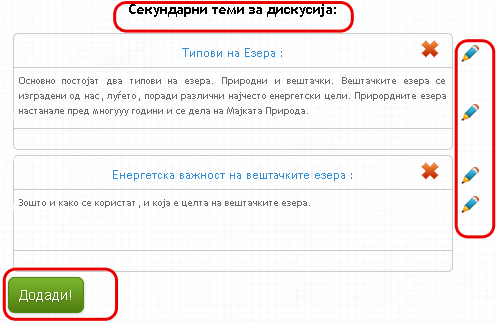 Секундарни теми за дискусија:
Типови на Езера :
Основно постојат два типови на езера. Природни и вештачки. Вештачките езера се
изградени од нас, луѓето, поради различни најчесто енергетски цели. Прирордните езера
настанале пред многууу години и се дела на Мајката Природа.
Енергетска важност на вештачките езера :
Зошто и како се користат, и која е целта на вештачките езера.
Додади!